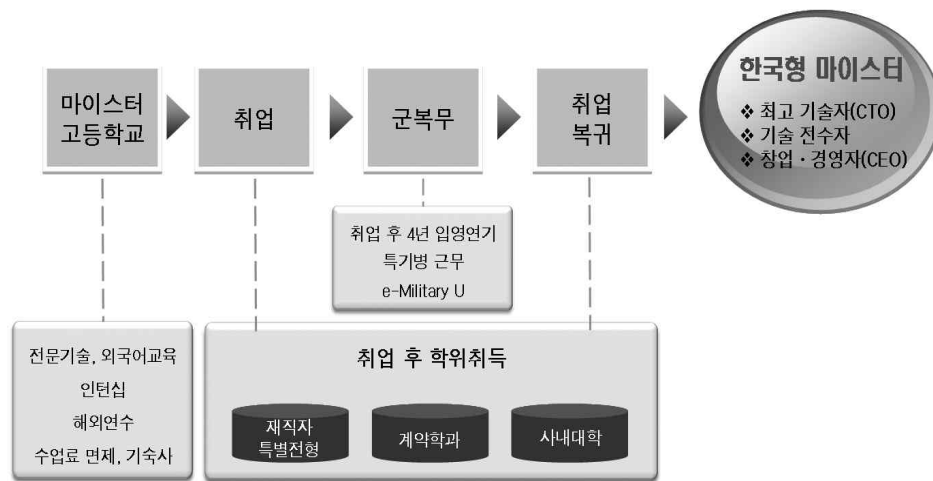 마이스터
고등학교
취업
군복무
취업
복귀
한국형 마이스터
❖ 최고 기술자(CTO)
❖ 기술 전수자
❖ 창업・경영자(CEO)
취업 후 4년 입영연기
특기병 근무
e-Military U
전문기술, 외국어교육
인턴십
해외연수
수업료 면제, 기숙사
취업 후 학위취득
재직자
특별전형
계약학과
사내대학